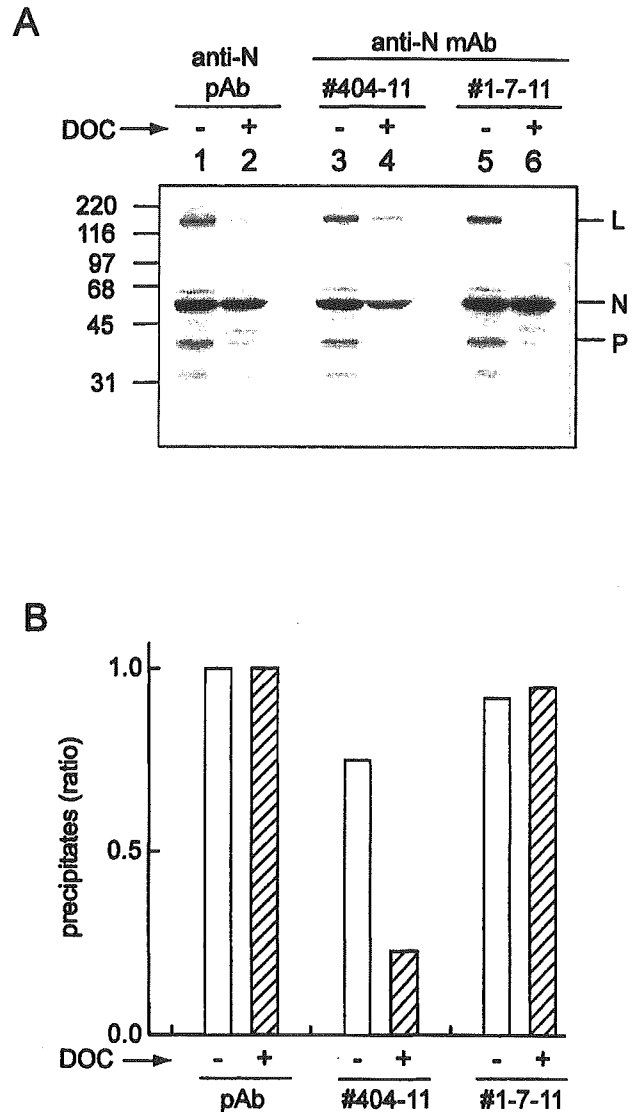 A
anti-N
pAb
anti-N mAb
#404-11
#1-7-11
DOC
- + - + - +
1 2 3 4 5 6
220
116
97
68
45
31
L
N
P
B
precipitates (ratio)
1.0
0.5
0.0
DOC
- + - + - +
pAb #404-11 #1-7-11